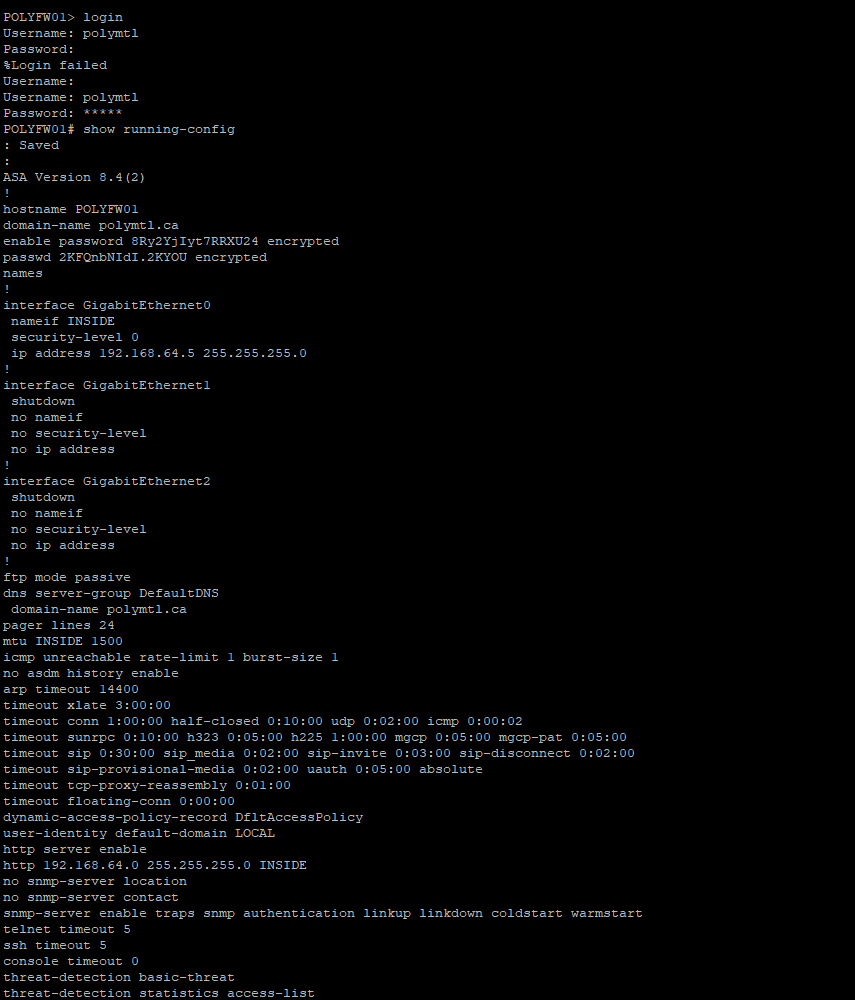 POLYFW01> login
Username: polymtl
Password:
%Login failed
Username:
Username: polymtl
Password: *****
POLYFW01# show running-config
: Saved
:
ASA Version 8.4(2)
!
hostname POLYFW01
domain-name polymtl.ca
enable password 8Ry2YjIyt7RRXU24 encrypted
passwd 2KFQnbNIdI.2KYOU encrypted
names
!
interface GigabitEthernet0
 nameif INSIDE
 security-level 0
 ip address 192.168.64.5 255.255.255.0
!
interface GigabitEthernet1
 shutdown
 no nameif
 no security-level
 no ip address
!
interface GigabitEthernet2
 shutdown
 no nameif
 no security-level
 no ip address
!
ftp mode passive
dns server-group DefaultDNS
 domain-name polymtl.ca
pager lines 24
mtu INSIDE 1500
icmp unreachable rate-limit 1 burst-size 1
no asdm history enable
arp timeout 14400
timeout xlate 3:00:00
timeout conn 1:00:00 half-closed 0:10:00 udp 0:02:00 icmp 0:00:02
timeout sunrpc 0:10:00 h323 0:05:00 h225 1:00:00 mgcp 0:05:00 mgcp-pat 0:05:00
timeout sip 0:30:00 sip_media 0:02:00 sip-invite 0:03:00 sip-disconnect 0:02:00
timeout sip-provisional-media 0:02:00 uauth 0:05:00 absolute
timeout tcp-proxy-reassembly 0:01:00
timeout floating-conn 0:00:00
dynamic-access-policy-record DfltAccessPolicy
user-identity default-domain LOCAL
http server enable
http 192.168.64.0 255.255.255.0 INSIDE
no snmp-server location
no snmp-server contact
snmp-server enable traps snmp authentication linkup linkdown coldstart warmstart
telnet timeout 5
ssh timeout 5
console timeout 0
threat-detection basic-threat
threat-detection statistics access-list